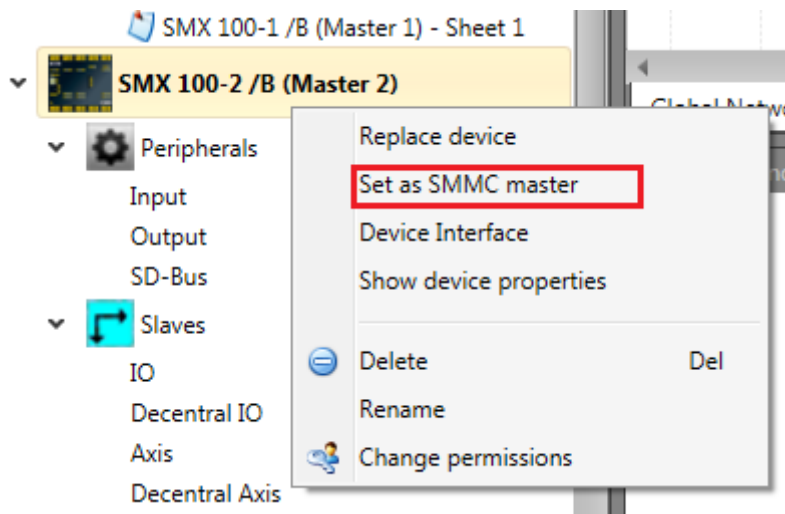 SMX 100-1 /B (Master 1) - Sheet 1
SMX 100-2 /B (Master 2)
Peripherals
Input
Output
SD-Bus
Slaves
IO
Decentral IO
Axis
Decentral Axis
Replace device
Set as SMMC master
Device Interface
Show device properties
Delete Del
Rename
Change permissions